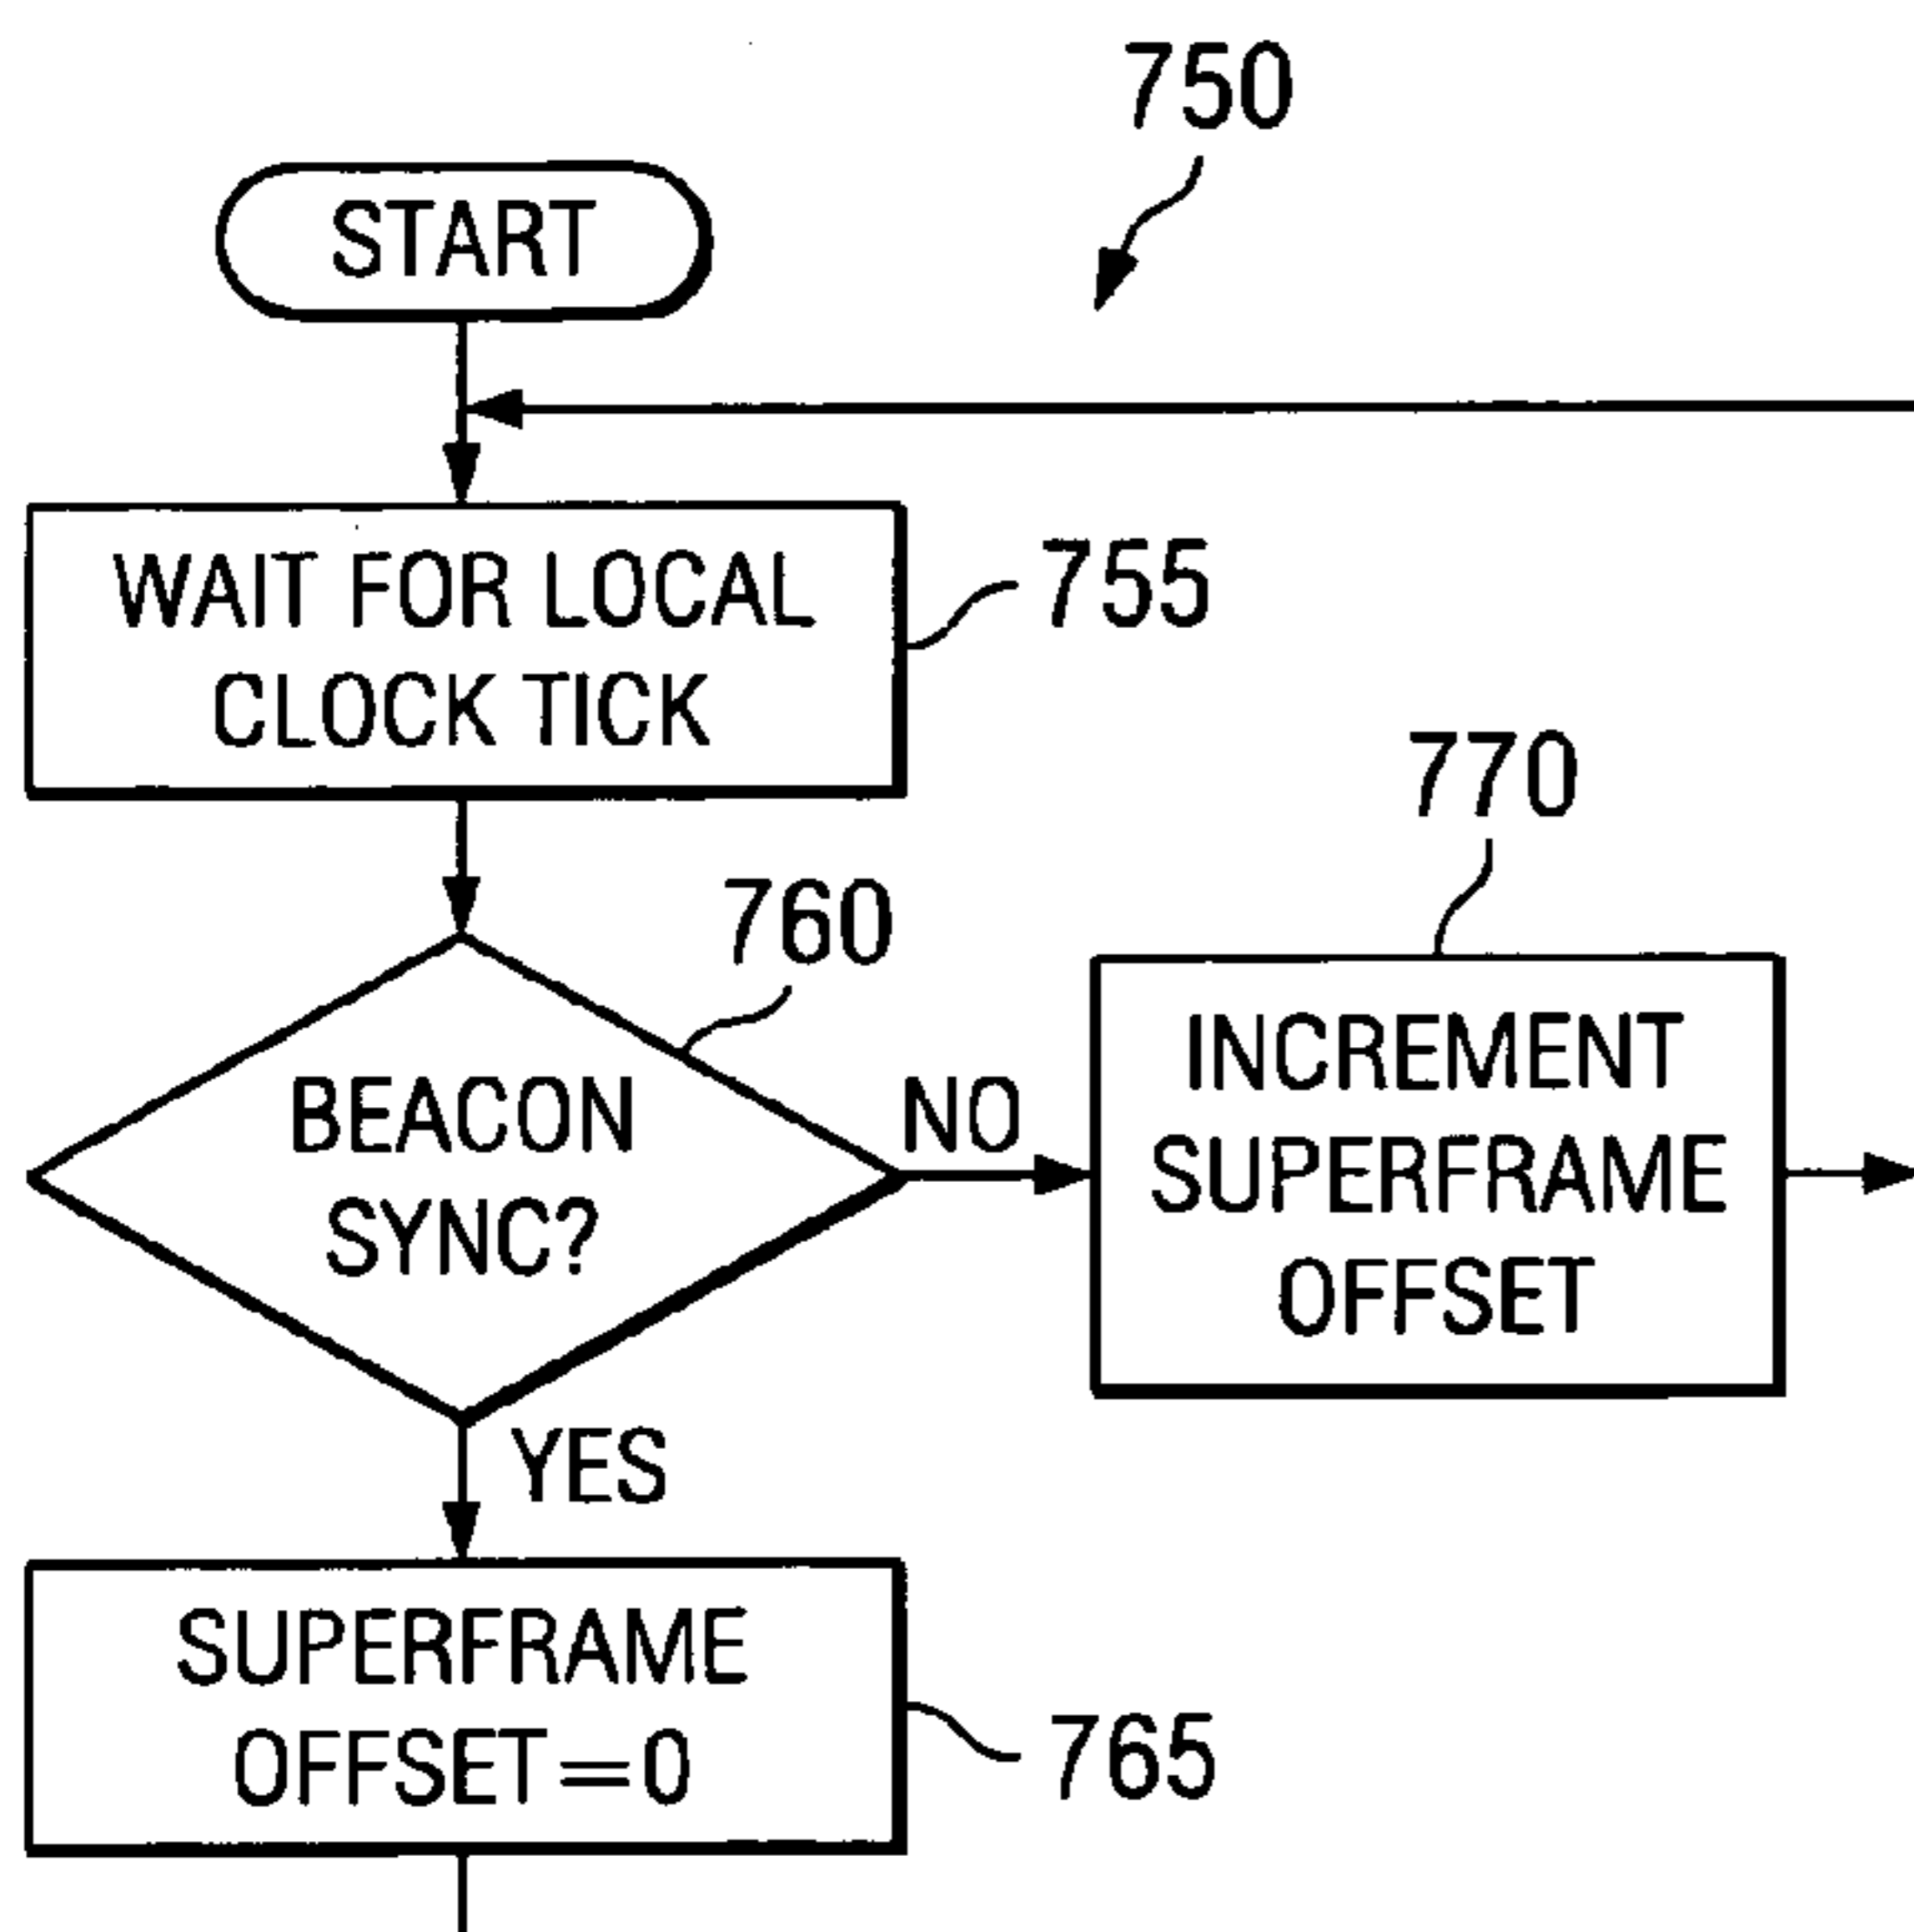 750
START
WAIT FOR LOCAL
CLOCK TICK
755
760
770
BEACON
SYNC?
NO
INCREMENT
SUPERFRAME
OFFSET
YES
SUPERFRAME
OFFSET=0
765